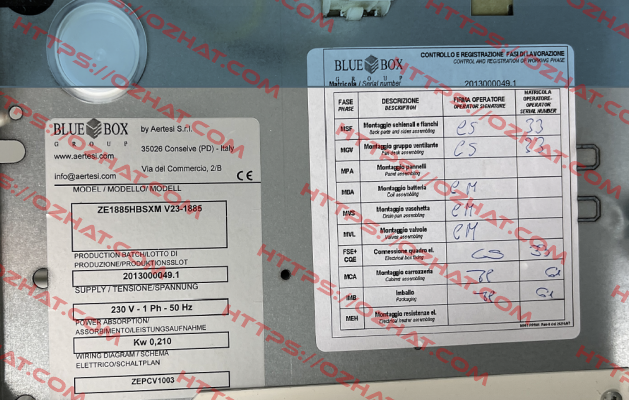 BLUE BOX
GROUP
by Aertesi S.r.l.
35026 Conselve (PD) - Italy
www.aertesi.com
Via del Commercio, 2/B
info@aertesi.com
CE
MODEL / MODELLO/ MODELL
ZE1885HBSXM V23-1885
PRODUCTION BATCH/LOTTO DI
PRODUZIONE/PRODUKTIONSSLOT
2013000049.1
SUPPLY / TENSIONE/SPANNUNG
230 V - 1 Ph - 50 Hz
POWER ABSORPTION/
ASSORBIMENTO/LEISTUNGSAUFNAHME
Kw 0,210
WIRING DIAGRAM / SCHEMA
ELETTRICO/SCHALTPLAN
ZEPCV1003
BLUE BOX
GROUP
CONTROLLO E REGISTRAZIONE FASI DI LAVORAZIONE
CONTROL AND REGISTRATION OF WORKING PHASE
Matricola / Serial number 2013000049.1
FASE DESCRIZIONE FIRMA OPERATORE MATRICOLA OPERATORE-
PHASE DESCRIPTION OPERATOR SIGNATURE OPERATOR SERIAL NUMBER
MSF Montaggio schienali e fianchi CS 33
Back parts and sides assembling
MGV Montaggio gruppo ventilante CS 33
Fan deck assembling
MPA Montaggio pannelli
Panel assembling
MBA Montaggio batteria CM
Coil assembling
MVS Montaggio vaschetta CM
Drain pan assembling
MVL Montaggio valvole CM
Valves assembling
FSE+ CQE Connessione quadro el.
Electrical box fixing
MCA Montaggio carrozzeria
Cabinet assembling
IMB Imballo
Packaging
MEH Montaggio resistenze el.
Electrical heater assembling
HTTPS://OZHAT.COM